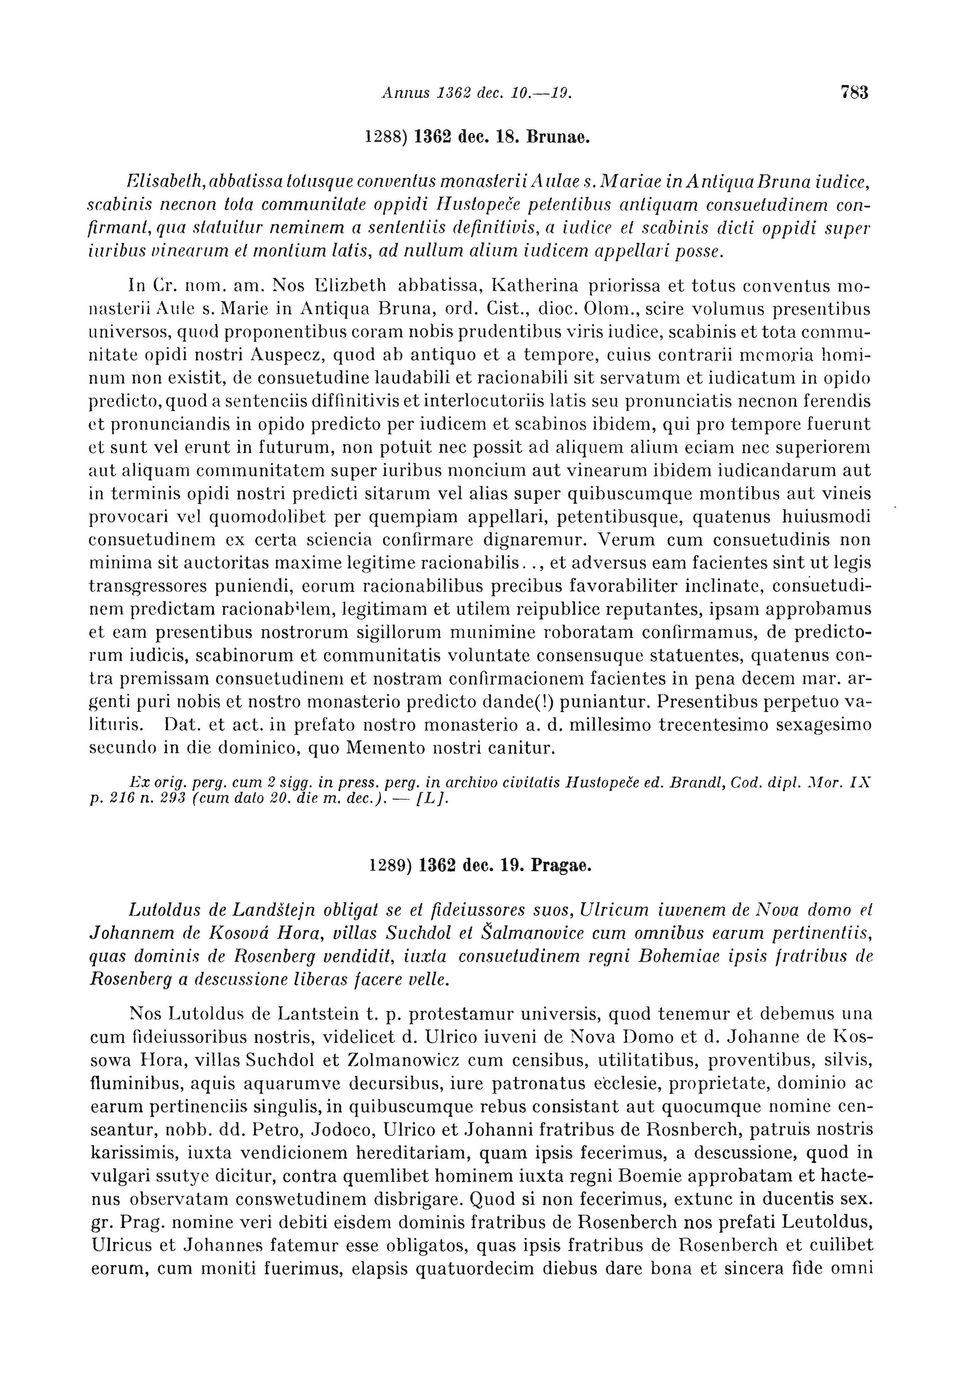 Annus 1362 dec. 10.—19. 783
1288) 1362 dec. 18. Brunae.
Elisabeth, abbatissa totusque conventus monasterii Aulae s. Mariae in Antiqua Bruna iudice,
scabinis necnon tota communitate oppidi Hustopeče petentibus antiquam consuetudinem con-
firmant, qua statuitur neminem a sententiis definitivis, a iudice et scabinis dicti oppidi super
iuribus vinearum et montium latis, ad nullum alium iudicem appellari posse.
In Cr. nom. am. Nos Elizbeth abbatissa, Katherina priorissa et totus conventus mo-
nasterii Aule s. Marie in Antiqua Bruna, ord. Cist., dioc. Olom., scire volumus presentibus
universos, quod proponentibus coram nobis prudentibus viris iudice, scabinis et tota commu-
nitate opidi nostri Auspecz, quod ab antiquo et a tempore, cuius contrarii memoria homi-
num non existit, de consuetudine laudabili et racionabili sit servatum et iudicatum in opido
predicto, quod a sentenciis diffinitivis et interlocutoriis latis seu pronunciatis necnon ferendis
et pronunciandis in opido predicto per iudicem et scabinos ibidem, qui pro tempore fuerunt
et sunt vel erunt in futurum, non potuit nec possit ad aliquem alium eciam nec superiorem
aut aliquam communitatem super iuribus moncium aut vinearum ibidem iudicandarum aut
in terminis opidi nostri predicti sitarum vel alias super quibuscumque montibus aut vineis
provocari vel quomodolibet per quempiam appellari, petentibusque, quatenus huiusmodi
consuetudinem ex certa sciencia confirmare dignaremur. Verum cum consuetudinis non
minima sit auctoritas maxime legitime racionabilis. ., et adversus eam facientes sint ut legis
transgressores puniendi, eorum racionabilibus precibus favorabiliter inclinate, consuetudi-
nem predictam racionabilem, legitimam et utilem reipublice reputantes, ipsam approbamus
et eam presentibus nostrorum sigillorum munimine roboratam confirmamus, de predicto-
rum iudicis, scabinorum et communitatis voluntate consensuque statuentes, quatenus con-
tra premissam consuetudinem et nostram confirmacionem facientes in pena decem mar. ar-
genti puri nobis et nostro monasterio predicto dande(!) puniantur. Presentibus perpetuo va-
lituris. Dat. et act. in prefato nostro monasterio a. d. millesimo trecentesimo sexagesimo
secundo in die dominico, quo Memento nostri canitur.
Ex orig. perg. cum 2 sigg. in press. perg. in archivo civitatis Hustopeče ed. Brandl, Cod. dipl. Mor. IX
p. 216 n. 293 (cum dato 20. die m. dec.). — [L].
1289) 1362 dec. 19. Pragae.
Lutoldus de Landštejn obligat se et fideiussores suos, Ulricum iuvenem de Nova domo et
Johannem de Kosová Hora, villas Suchdol et Šalmanovice cum omnibus earum pertinentiis,
quas dominis de Rosenberg vendidit, iuxta consuetudinem regni Bohemiae ipsis fratribus de
Rosenberg a descussione liberas facere velle.
Nos Lutoldus de Lantstein t. p. protestamur universis, quod tenemur et debemus una
cum fideiussoribus nostris, videlicet d. Ulrico iuveni de Nova Domo et d. Johanne de Kos-
sowa Hora, villas Suchdol et Zolmanowicz cum censibus, utilitatibus, proventibus, silvis,
fluminibus, aquis aquarumve decursibus, iure patronatus ecclesie, proprietate, dominio ac
earum pertinenciis singulis, in quibuscumque rebus consistant aut quocumque nomine cen-
seantur, nobb. dd. Petro, Jodoco, Ulrico et Johanni fratribus de Rosnberch, patruis nostris
karissimis, iuxta vendicionem hereditariam, quam ipsis fecerimus, a descussione, quod in
vulgari ssutye dicitur, contra quemlibet hominem iuxta regni Boemie approbatam et hacte-
nus observatam conswetudinem disbrigare. Quod si non fecerimus, extunc in ducentis sex.
gr. Prag. nomine veri debiti eisdem dominis fratribus de Rosenberch nos prefati Leutoldus,
Ulricus et Johannes fatemur esse obligatos, quas ipsis fratribus de Rosenberch et cuilibet
eorum, cum moniti fuerimus, elapsis quatuordecim diebus dare bona et sincera fide omni